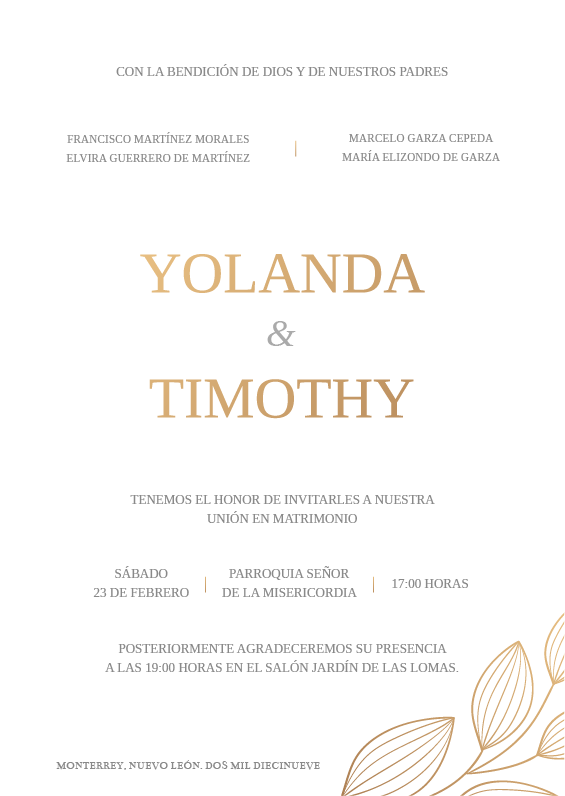 CON LA BENDICIÓN DE DIOS Y DE NUESTROS PADRES
FRANCISCO MARTÍNEZ MORALES
ELVIRA GUERRERO DE MARTÍNEZ
MARCELO GARZA CEPEDA
MARÍA ELIZONDO DE GARZA
YOLANDA
&
TIMOTHY
TENEMOS EL HONOR DE INVITARLES A NUESTRA
UNIÓN EN MATRIMONIO
SÁBADO
23 DE FEBRERO
PARROQUIA SEÑOR
DE LA MISERICORDIA
17:00 HORAS
POSTERIORMENTE AGRADECEREMOS SU PRESENCIA
A LAS 19:00 HORAS EN EL SALÓN JARDÍN DE LAS LOMAS.
MONTERREY, NUEVO LEÓN. DOS MIL DIECINUEVE